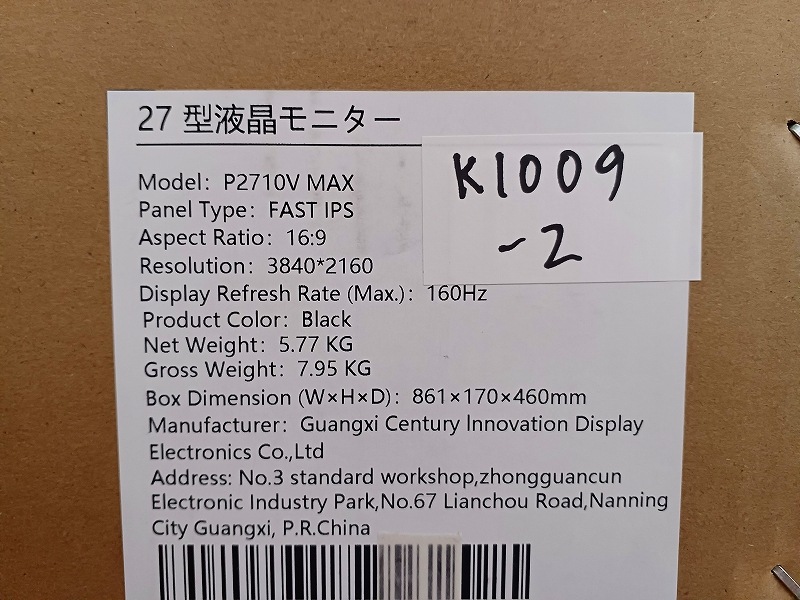 27 型液晶モニター
K1009
-2
Model: P2710V MAX
Panel Type: FAST IPS
Aspect Ratio: 16:9
Resolution: 3840*2160
Display Refresh Rate (Max.): 160Hz
Product Color: Black
Net Weight: 5.77 KG
Gross Weight: 7.95 KG
Box Dimension (W×H×D): 861×170×460mm
Manufacturer: Guangxi Century Innovation Display
Electronics Co.,Ltd
Address: No.3 standard workshop,zhongguancun
Electronic Industry Park,No.67 Lianchou Road,Nanning
City Guangxi, P.R.China